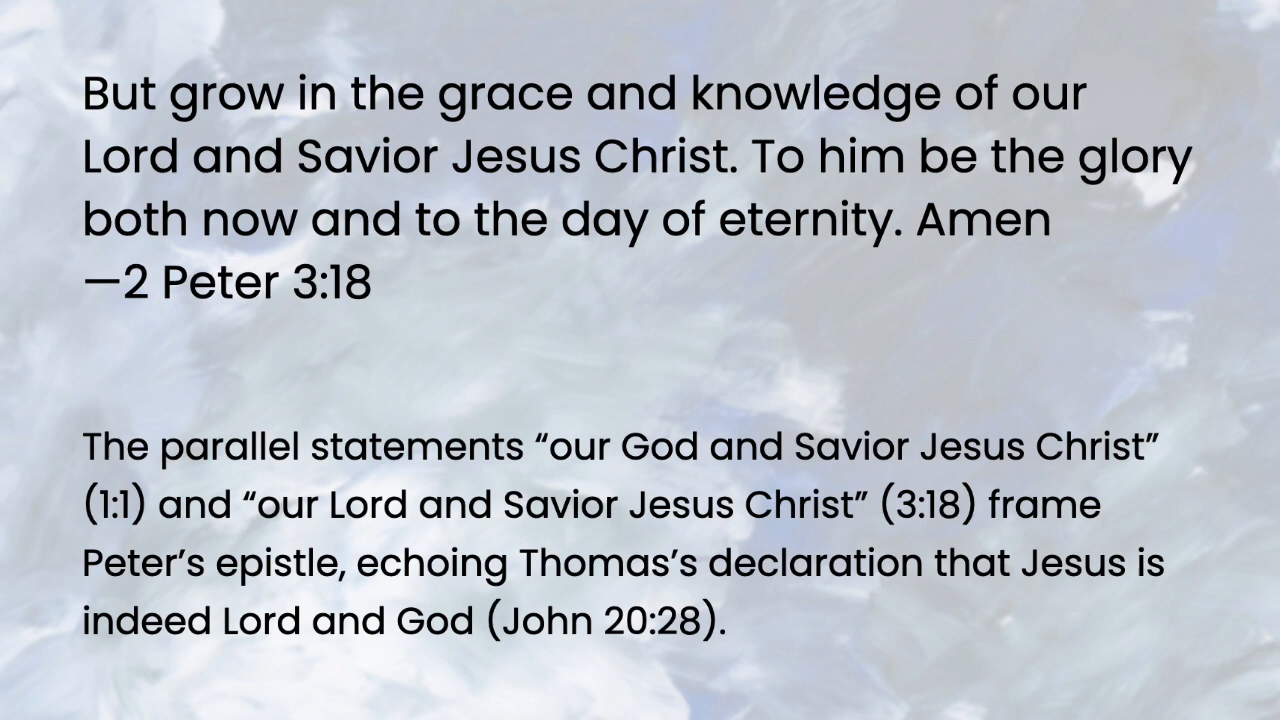 But grow in the grace and knowledge of our
Lord and Savior Jesus Christ. To him be the glory
both now and to the day of eternity. Amen
—2 Peter 3:18
The parallel statements “our God and Savior Jesus Christ”
(1:1) and “our Lord and Savior Jesus Christ” (3:18) frame
Peter’s epistle, echoing Thomas’s declaration that Jesus is
indeed Lord and God (John 20:28).